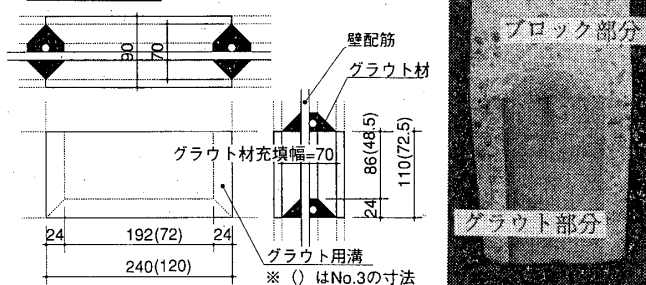 90
70
壁配筋
グラウト材
グラウト材充填幅=70
86(48.5)
110(72.5)
24
24
192(72)
24
240(120)
グラウト用溝
※ () はNo.3の寸法
ブロック部分
グラウト部分